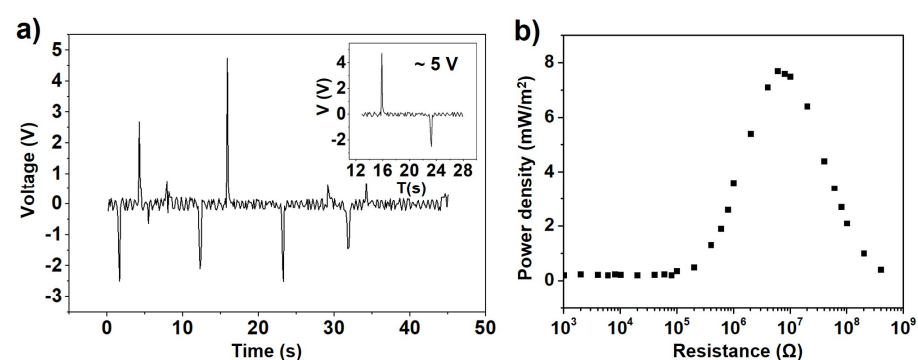 a)
Voltage (V)
5
4
3
2
1
0
-1
-2
-3
0 10 20 30 40 50
Time (s)
~ 5 V
V (V)
4
2
0
-2
12 16 20 24 28
T(s)
b)
Power density (mW/m²)
8
6
4
2
0
10³ 10⁴ 10⁵ 10⁶ 10⁷ 10⁸ 10⁹
Resistance (Ω)